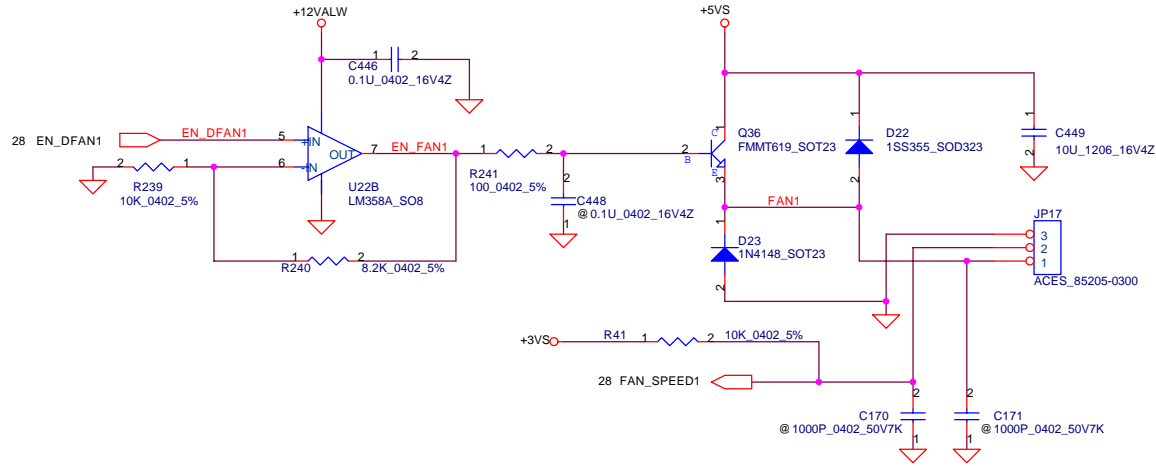 +12VALW
+5VS
1 2
C446
0.1U_0402_16V4Z
28 EN_DFAN1
EN_DFAN1
5
+IN
OUT
7
EN_FAN1
6
-IN
U22B
LM358A_SO8
2 1
R239
10K_0402_5%
1 2
R240
8.2K_0402_5%
1 2
R241
100_0402_5%
2
C448
@ 0.1U_0402_16V4Z
1
2
B
1
C
E
3
Q36
FMMT619_SOT23
1
D22
1SS355_SOD323
2
1
C449
10U_1206_16V4Z
2
FAN1
1
D23
1N4148_SOT23
2
JP17
3
2
1
ACES_85205-0300
+3VS
R41
1 2
10K_0402_5%
28 FAN_SPEED1
2
C170
@ 1000P_0402_50V7K
1
2
C171
@ 1000P_0402_50V7K
1